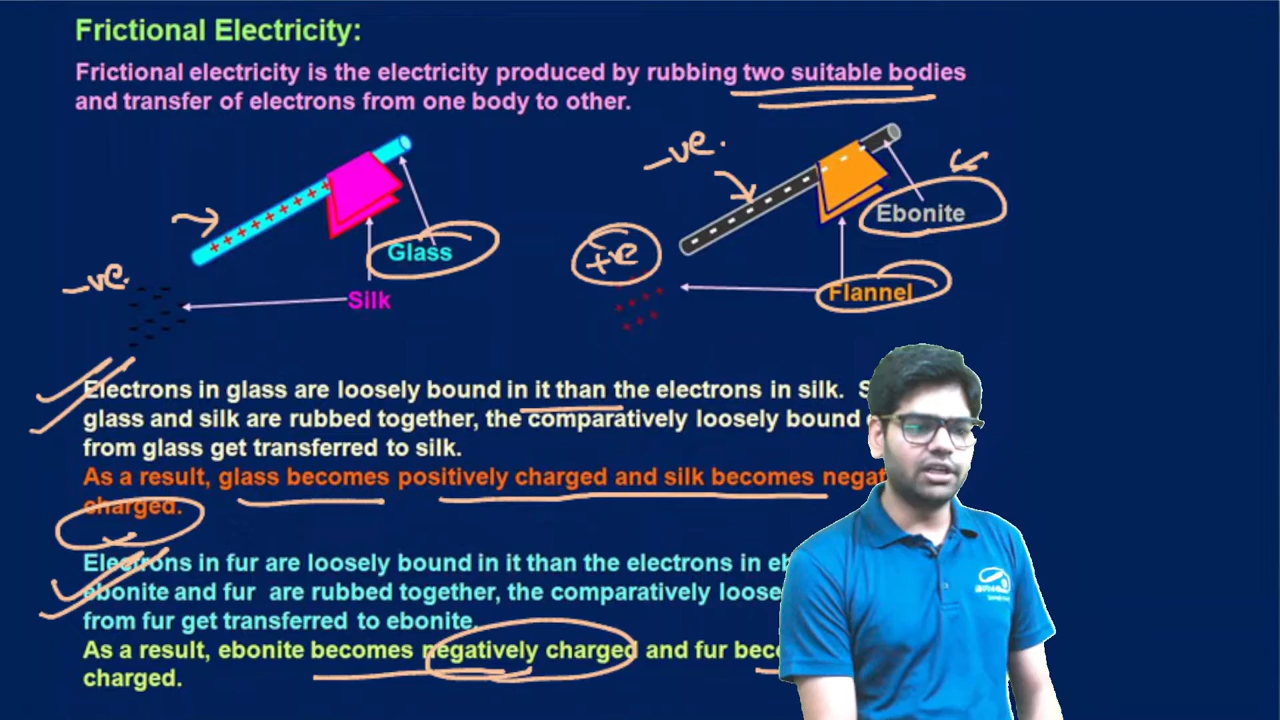 Frictional Electricity:
Frictional electricity is the electricity produced by rubbing two suitable bodies
and transfer of electrons from one body to other.
-ve.
-ve.
Ebonite
Glass
+ve
Flannel
Silk
Electrons in glass are loosely bound in it than the electrons in silk.
glass and silk are rubbed together, the comparatively loosely bound
from glass get transferred to silk.
As a result, glass becomes positively charged and silk becomes
charged.
Electrons in fur are loosely bound in it than the electrons in
ebonite and fur are rubbed together, the comparatively
from fur get transferred to ebonite.
As a result, ebonite becomes negatively charged and fur
charged.